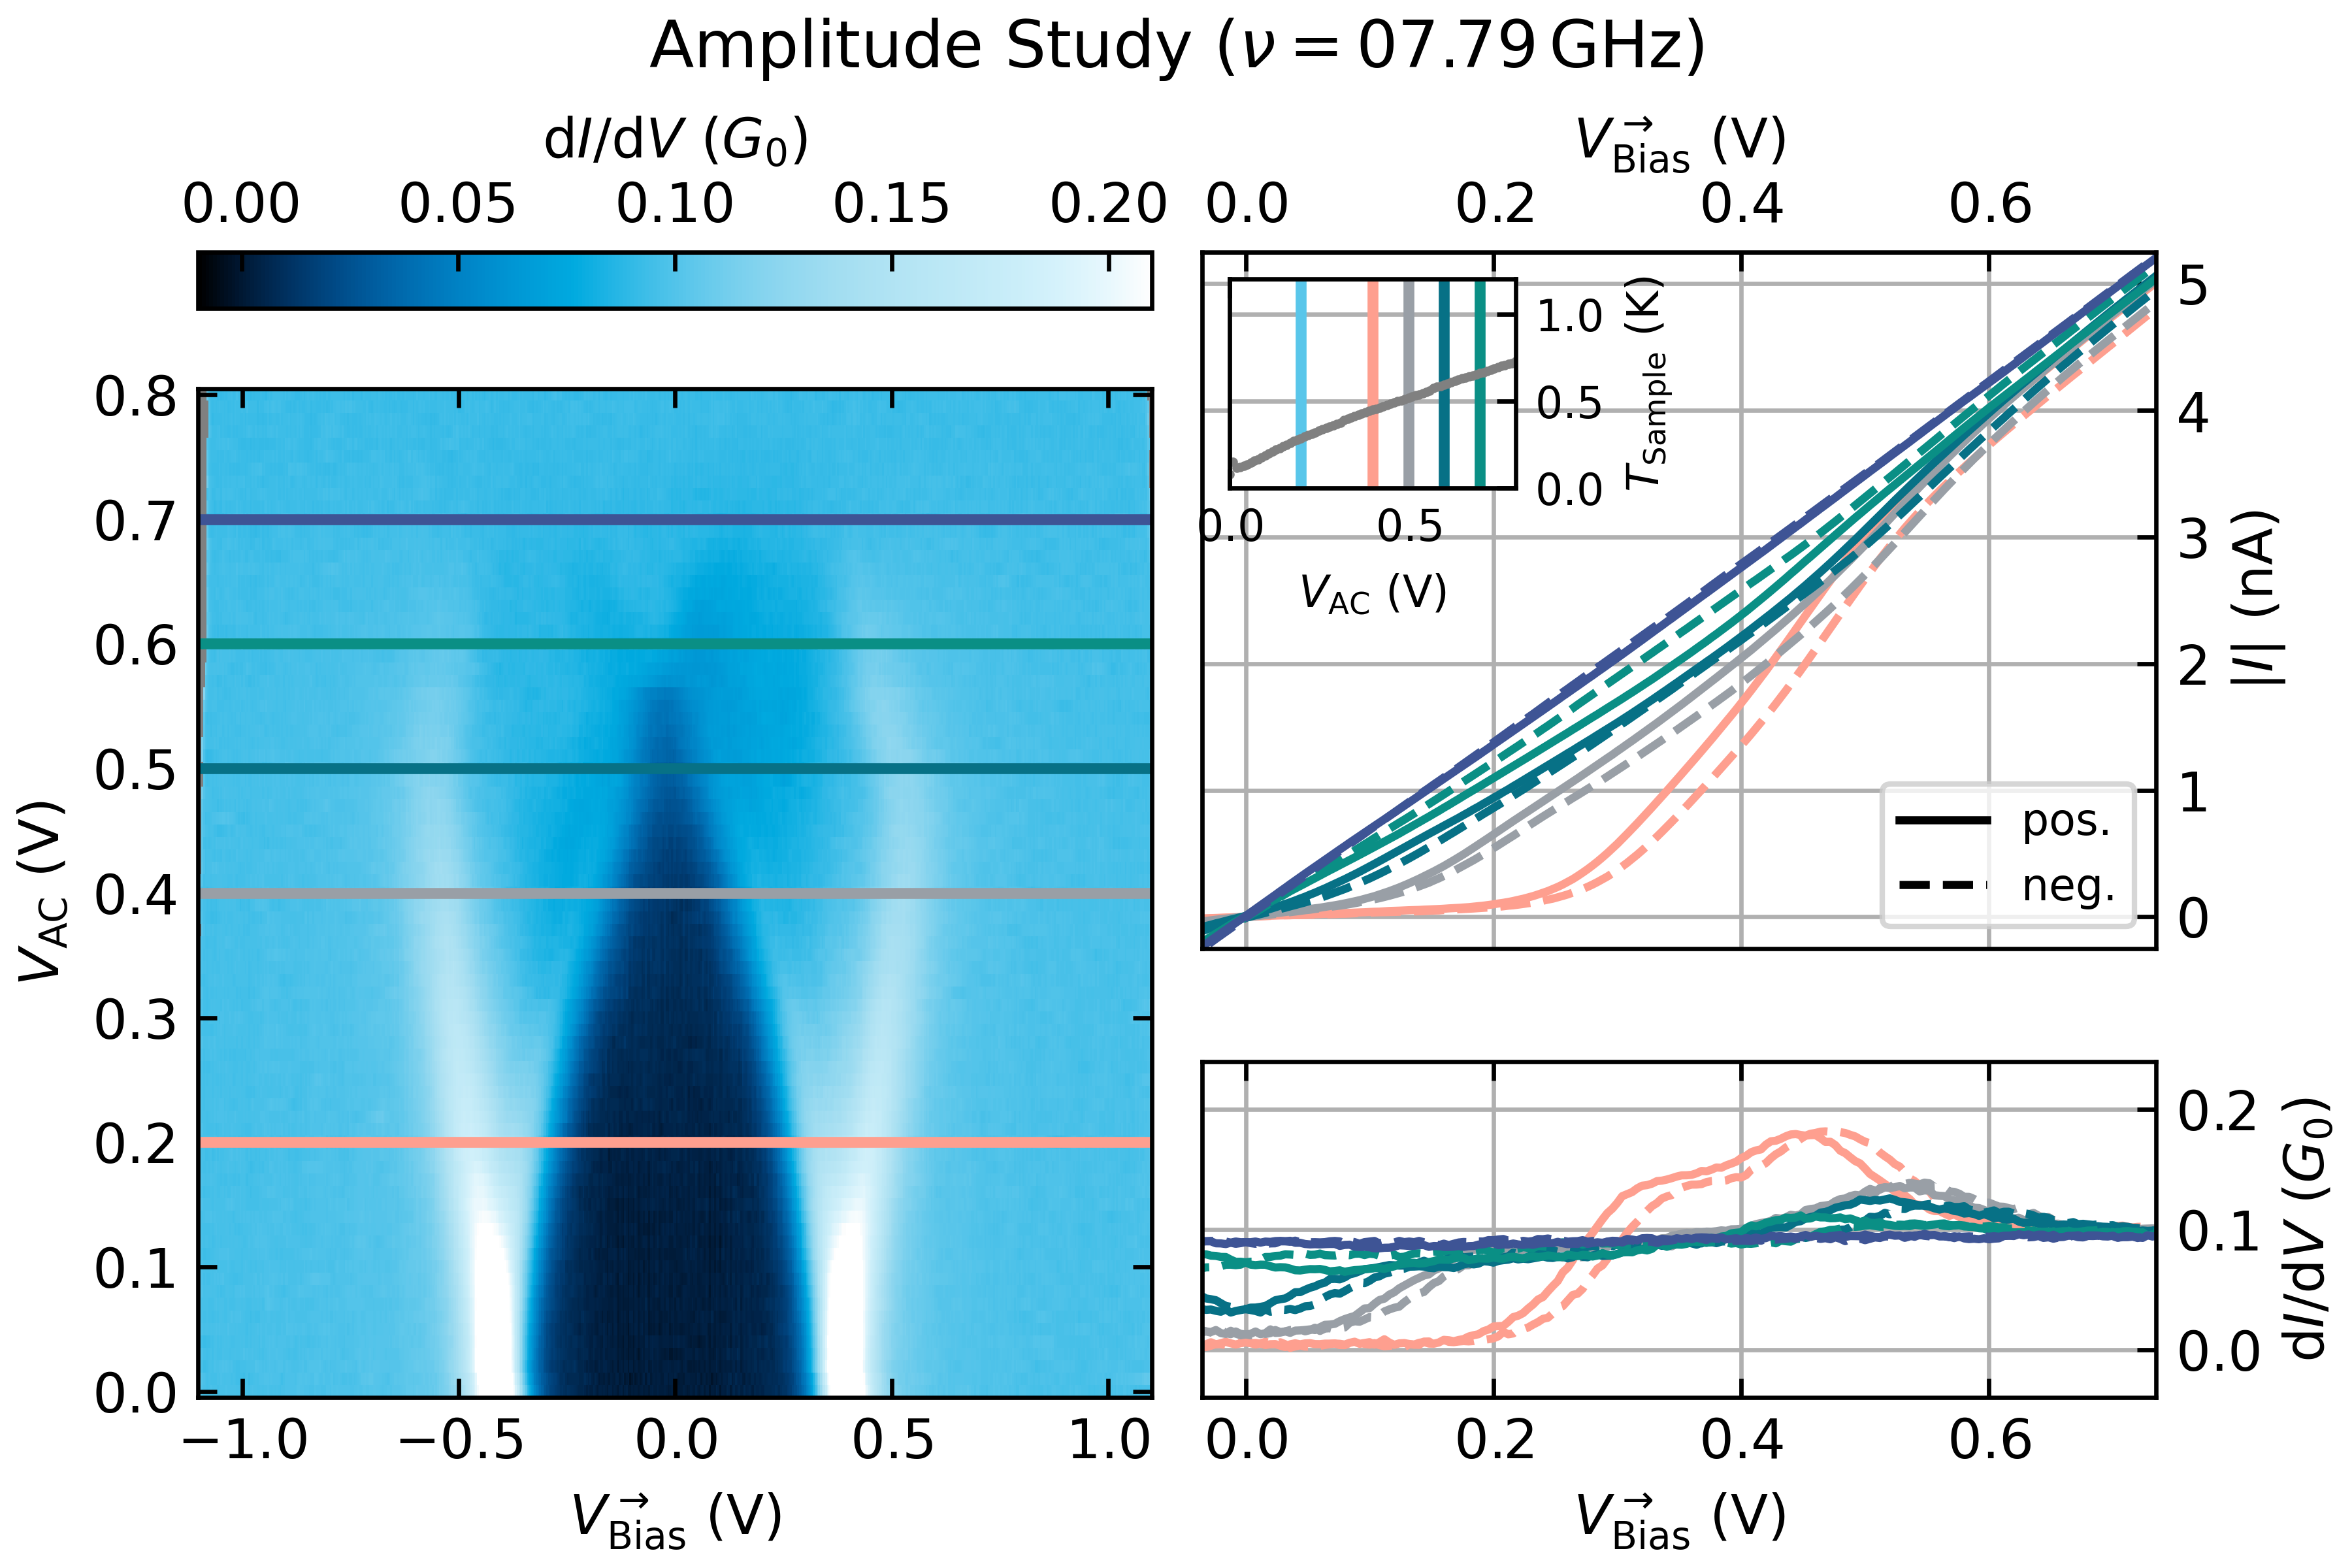 Amplitude Study (ν = 07.79 GHz)
dI/dV (G₀)
0.00 0.05 0.10 0.15 0.20
V→Bias (V)
0.0 0.2 0.4 0.6
0.8
0.7
0.6
0.5
0.4
0.3
0.2
0.1
0.0
VAC (V)
−1.0 −0.5 0.0 0.5 1.0
V→Bias (V)
1.0
0.5
0.0
TSample (K)
0.0 0.5
VAC (V)
5
4
3
2
1
0
|I| (nA)
pos.
neg.
0.2
0.1
0.0
dI/dV (G₀)
0.0 0.2 0.4 0.6
V→Bias (V)